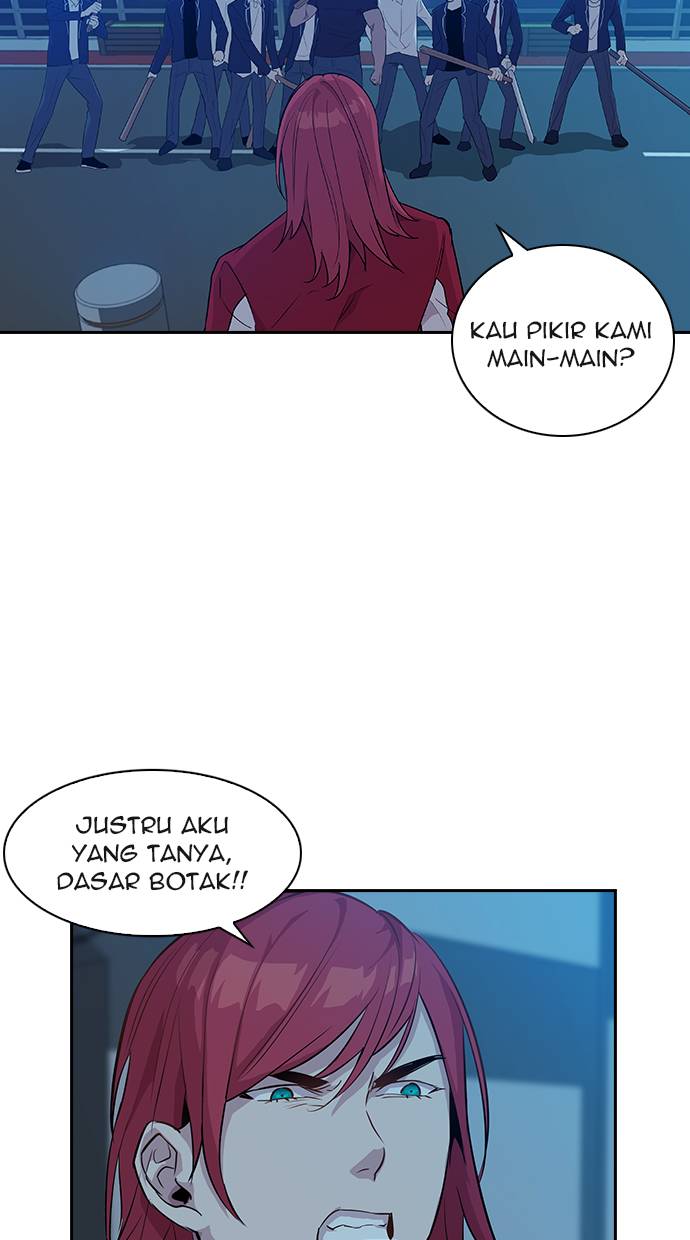 KAU PIKIR KAMI
MAIN-MAIN?
JUSTRU AKU
YANG TANYA,
DASAR BOTAK!!